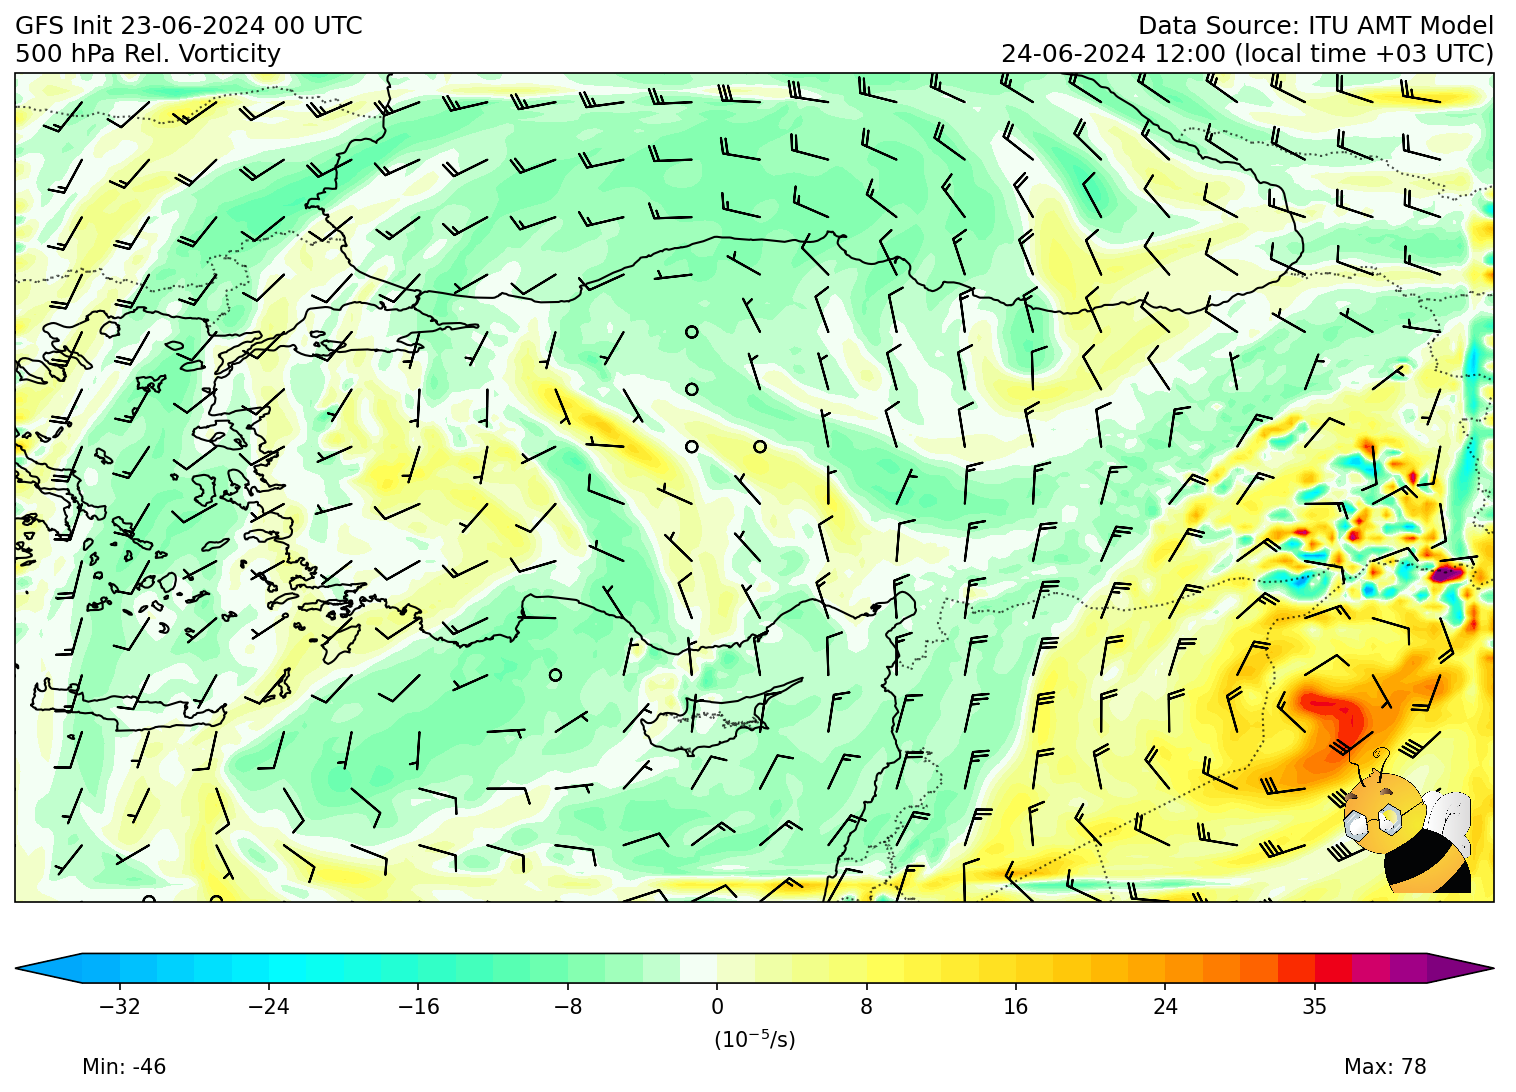 GFS Init 23-06-2024 00 UTC
Data Source: ITU AMT Model
500 hPa Rel. Vorticity
24-06-2024 12:00 (local time +03 UTC)
−32 −24 −16 −8 0 8 16 24 35
(10⁻⁵/s)
Min: -46
Max: 78